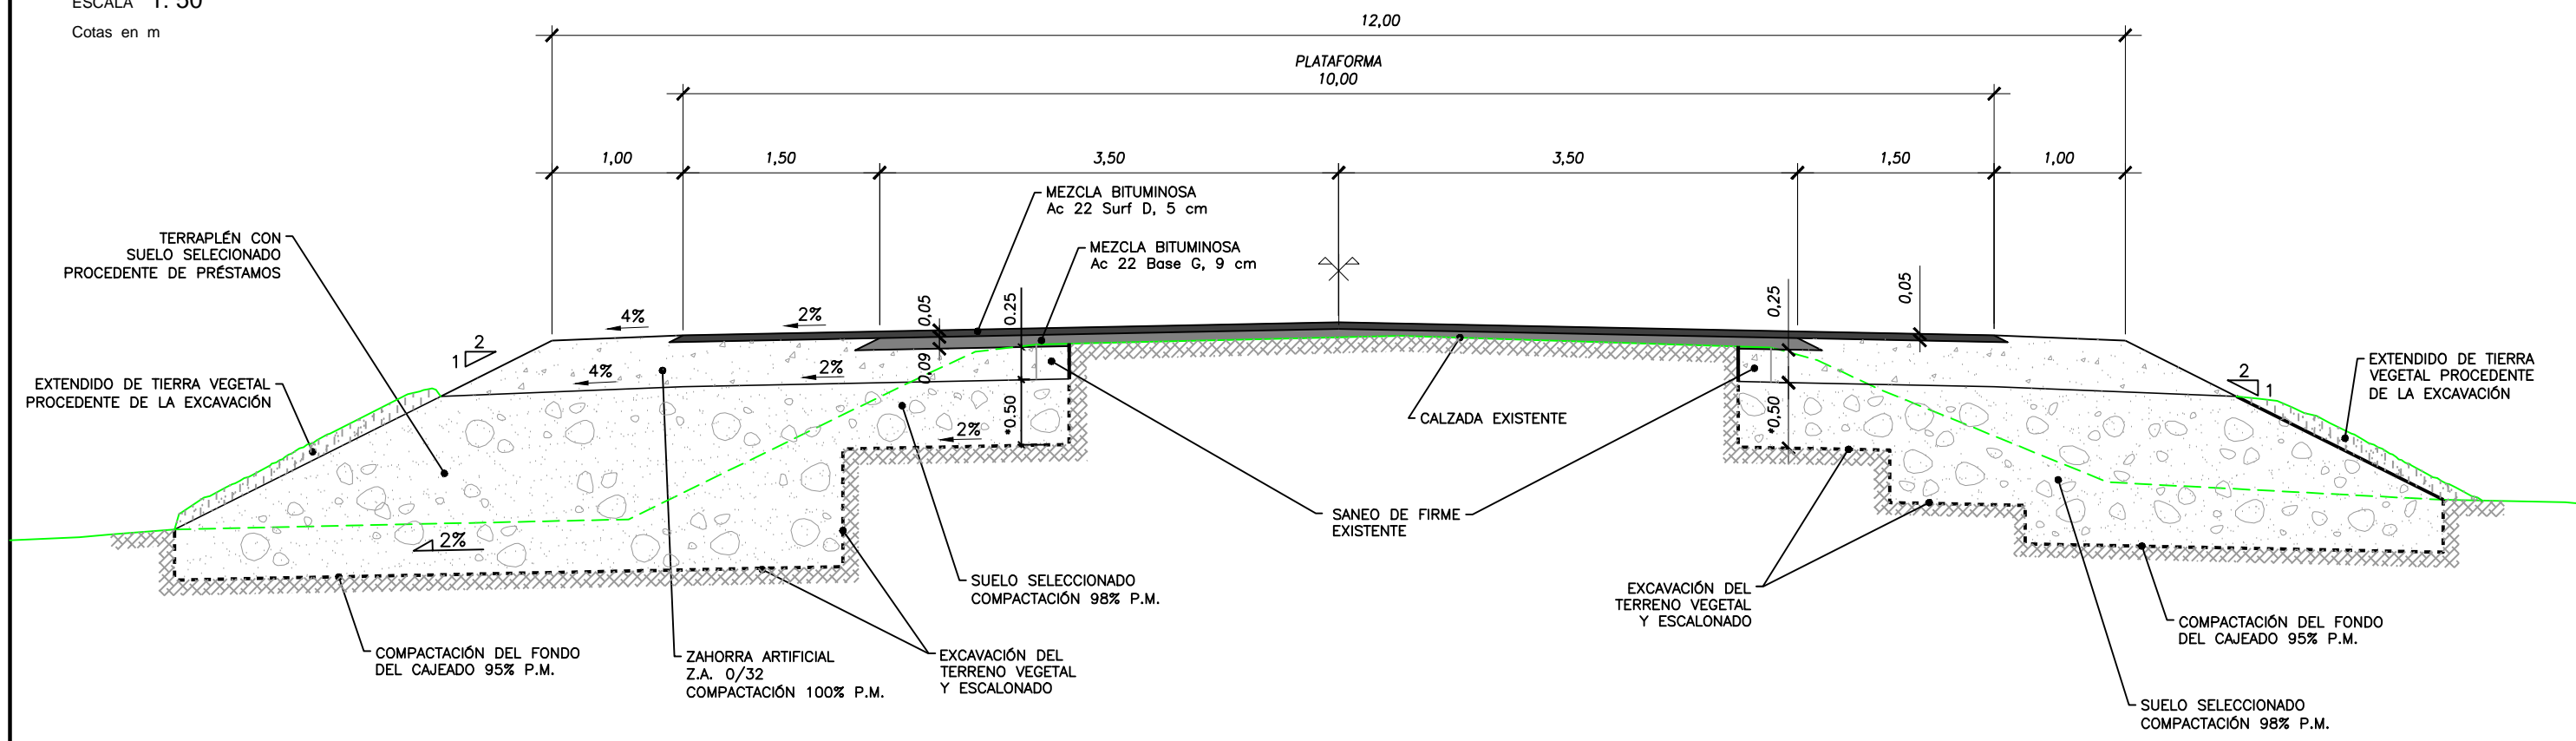 ESCALA 1:50
Cotas en m
12,00
PLATAFORMA
10,00
1,00
1,50
3,50
3,50
1,50
1,00
MEZCLA BITUMINOSA
Ac 22 Surf D, 5 cm
MEZCLA BITUMINOSA
Ac 22 Base G, 9 cm
TERRAPLÉN CON
SUELO SELECIONADO
PROCEDENTE DE PRÉSTAMOS
EXTENDIDO DE TIERRA VEGETAL
PROCEDENTE DE LA EXCAVACIÓN
2
1
4%
2%
4%
2%
0,05
0,09
0.25
*0.50
2%
2%
0,25
*0,50
0,05
2
1
EXTENDIDO DE TIERRA
VEGETAL PROCEDENTE
DE LA EXCAVACIÓN
CALZADA EXISTENTE
SANEO DE FIRME
EXISTENTE
SUELO SELECCIONADO
COMPACTACIÓN 98% P.M.
EXCAVACIÓN DEL
TERRENO VEGETAL
Y ESCALONADO
COMPACTACIÓN DEL FONDO
DEL CAJEADO 95% P.M.
COMPACTACIÓN DEL FONDO
DEL CAJEADO 95% P.M.
ZAHORRA ARTIFICIAL
Z.A. 0/32
COMPACTACIÓN 100% P.M.
EXCAVACIÓN DEL
TERRENO VEGETAL
Y ESCALONADO
SUELO SELECCIONADO
COMPACTACIÓN 98% P.M.